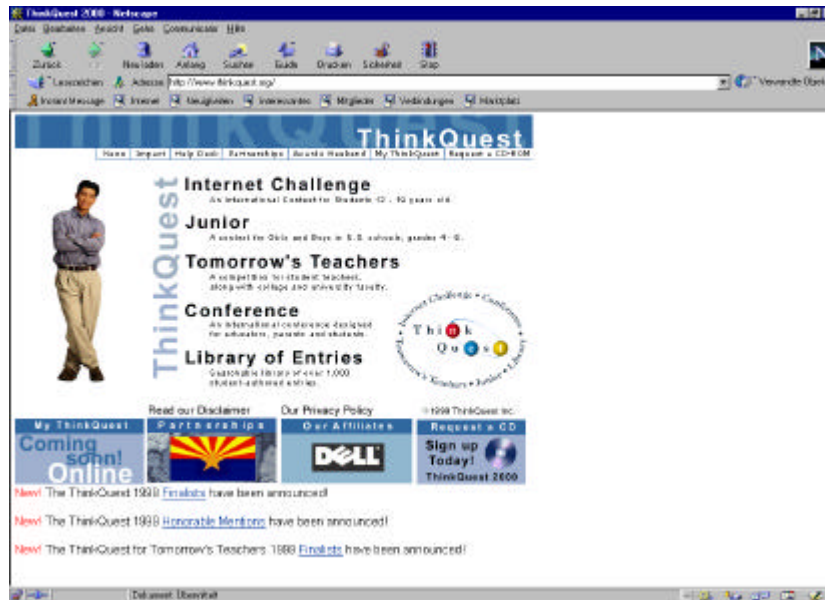 ThinkQuest 2000 - Netscape
Datei Bearbeiten Ansicht Gehe Communicator Hilfe
Zurück Neu laden Anfang Suchen Guide Drucken Sicherheit Stop
Lesezeichen Adresse http://www.thinkquest.org/ Verwandte Objekte
Instant Message Internet Neuigkeiten Interessantes Mitglieder Verbindungen Marktplatz
ThinkQuest
ThinkQuest
Home Impact Help Desk Partnerships Awards Weekend My ThinkQuest Request a CD-ROM
ThinkQuest
Internet Challenge
An International Contest for Students 12 - 19 years old.
Junior
A contest for Girls and Boys in U.S. schools, grades 4 - 6.
Tomorrow's Teachers
A competition for student teachers,
along with college and university faculty.
Conference
An international conference designed
for educators, parents and students.
Library of Entries
Searchable library of over 1,000
student-authored entries.
Internet Challenge • Conference • Library • Junior • Tomorrow's Teachers •
Think
Quest
Read our Disclaimer Our Privacy Policy ©1999 ThinkQuest Inc.
My ThinkQuest Partnerships Our Affiliates Request a CD
Coming soon! Online
DELL
Sign up
Today!
ThinkQuest 2000
New! The ThinkQuest 1999 Finalists have been announced!
New! The ThinkQuest 1999 Honorable Mentions have been announced!
New! The ThinkQuest for Tomorrow's Teachers 1999 Finalists have been announced!
Dokument: Übermittelt